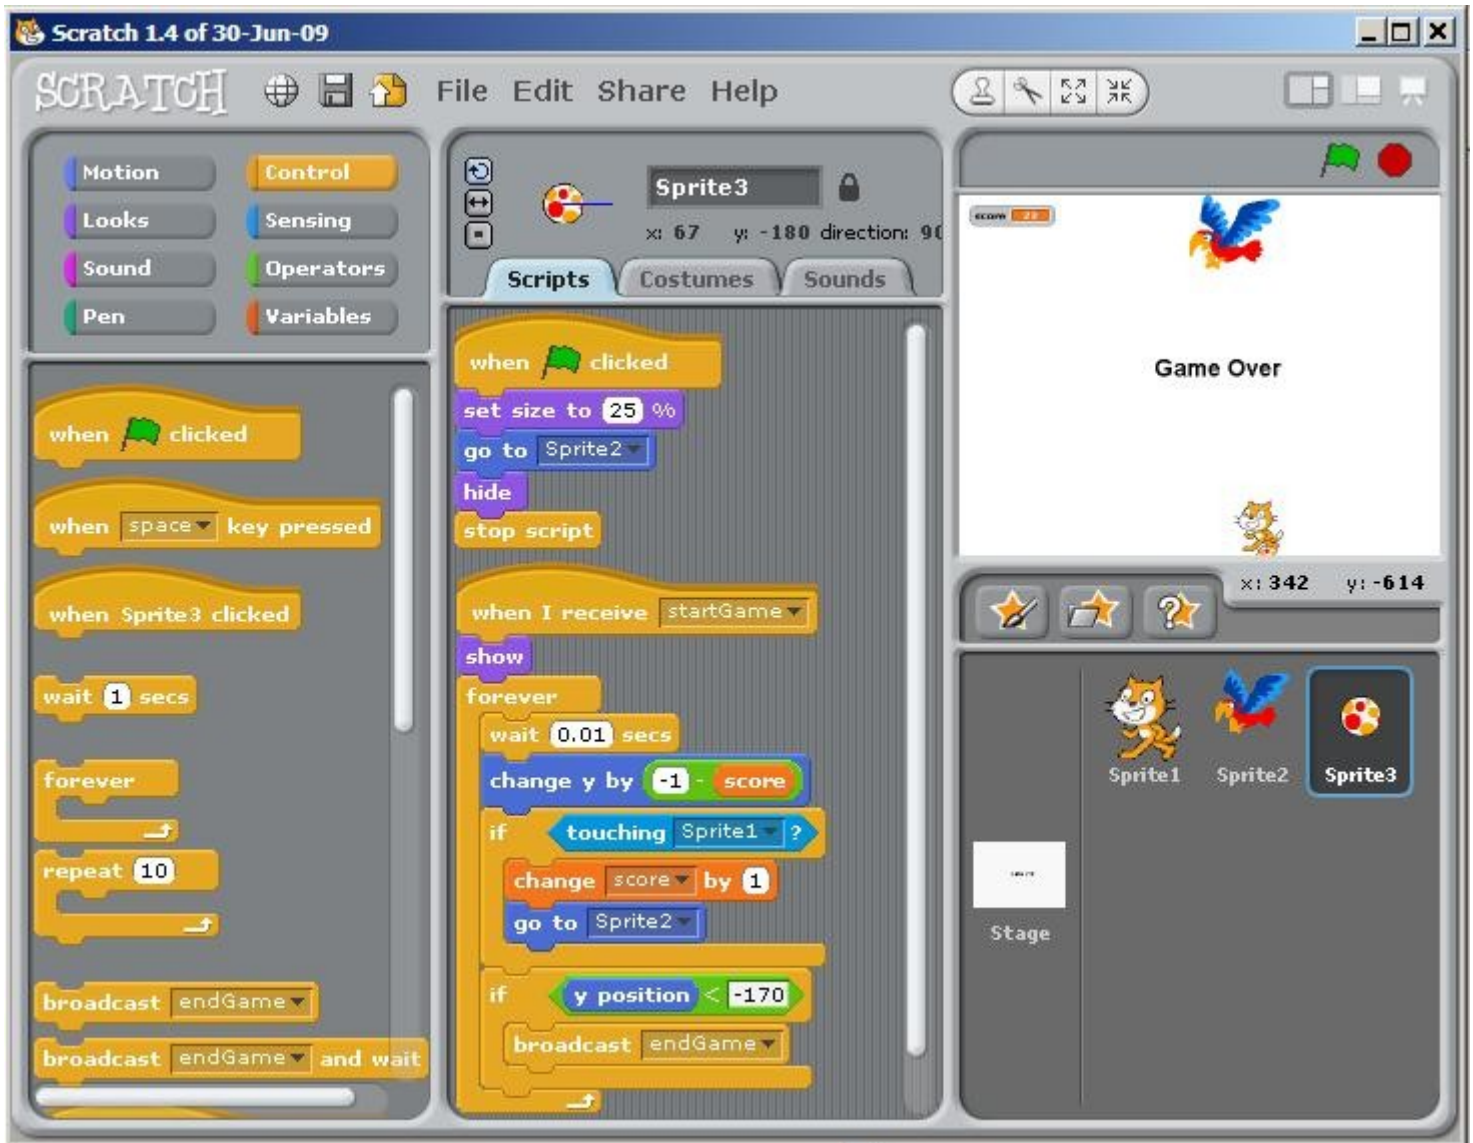 Scratch 1.4 of 30-Jun-09
SCRATCH File Edit Share Help
Motion Control
Looks Sensing
Sound Operators
Pen Variables
when clicked
when space key pressed
when Sprite3 clicked
wait 1 secs
forever
repeat 10
broadcast endGame
broadcast endGame and wait
Sprite3
x: 67 y: -180 direction: 90
Scripts Costumes Sounds
when clicked
set size to 25 %
go to Sprite2
hide
stop script
when I receive startGame
show
forever
wait 0.01 secs
change y by -1 - score
if touching Sprite1 ?
change score by 1
go to Sprite2
if y position < -170
broadcast endGame
score
Game Over
x: 342 y: -614
Sprite1 Sprite2 Sprite3
Stage